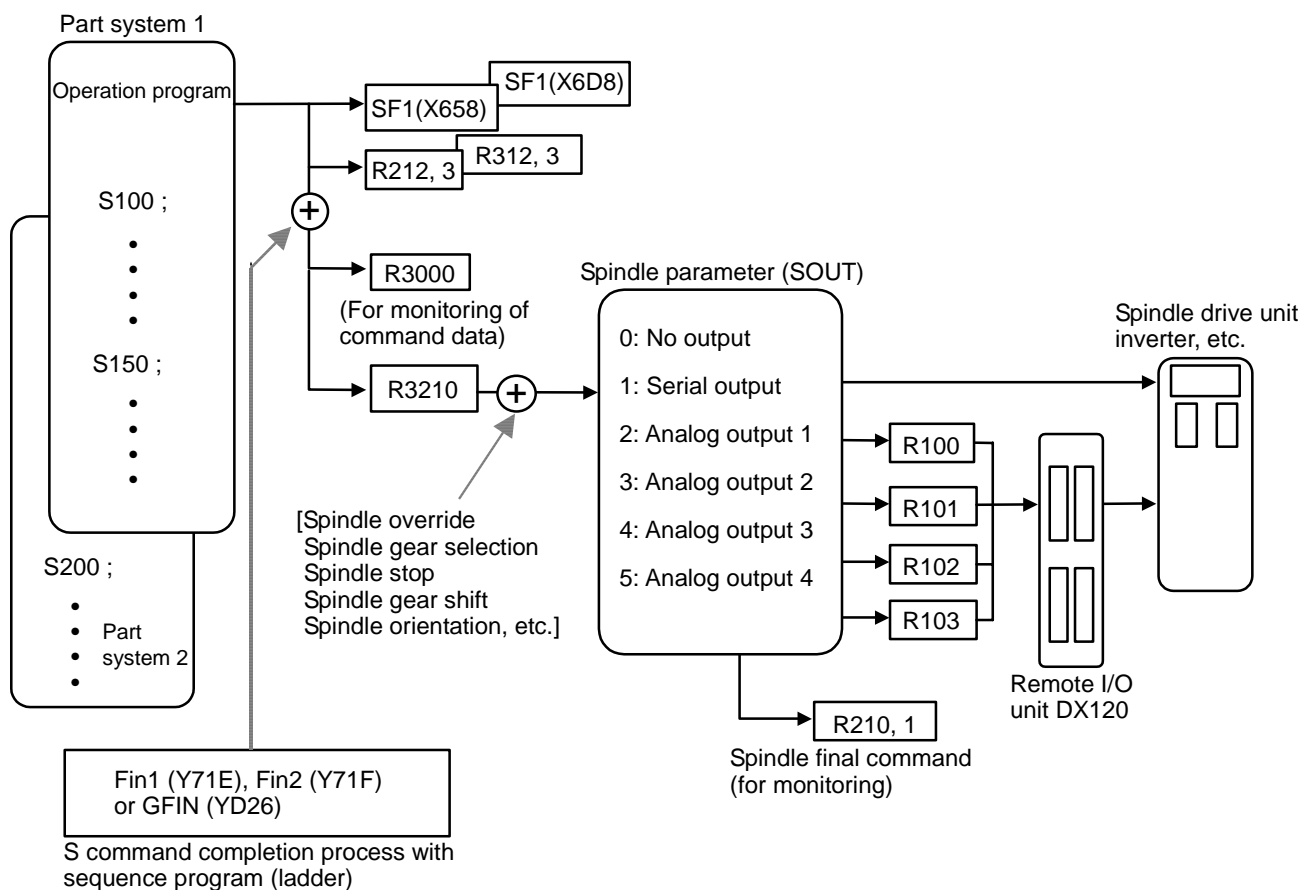 Part system 1
Operation program
S100 ;
S150 ;
S200 ;
Part
system 2
SF1(X6D8)
SF1(X658)
R312, 3
R212, 3
R3000
(For monitoring of
command data)
R3210
[Spindle override
Spindle gear selection
Spindle stop
Spindle gear shift
Spindle orientation, etc.]
Spindle parameter (SOUT)
0: No output
1: Serial output
2: Analog output 1
3: Analog output 2
4: Analog output 3
5: Analog output 4
R100
R101
R102
R103
Spindle drive unit
inverter, etc.
Remote I/O
unit DX120
R210, 1
Spindle final command
(for monitoring)
Fin1 (Y71E), Fin2 (Y71F)
or GFIN (YD26)
S command completion process with
sequence program (ladder)